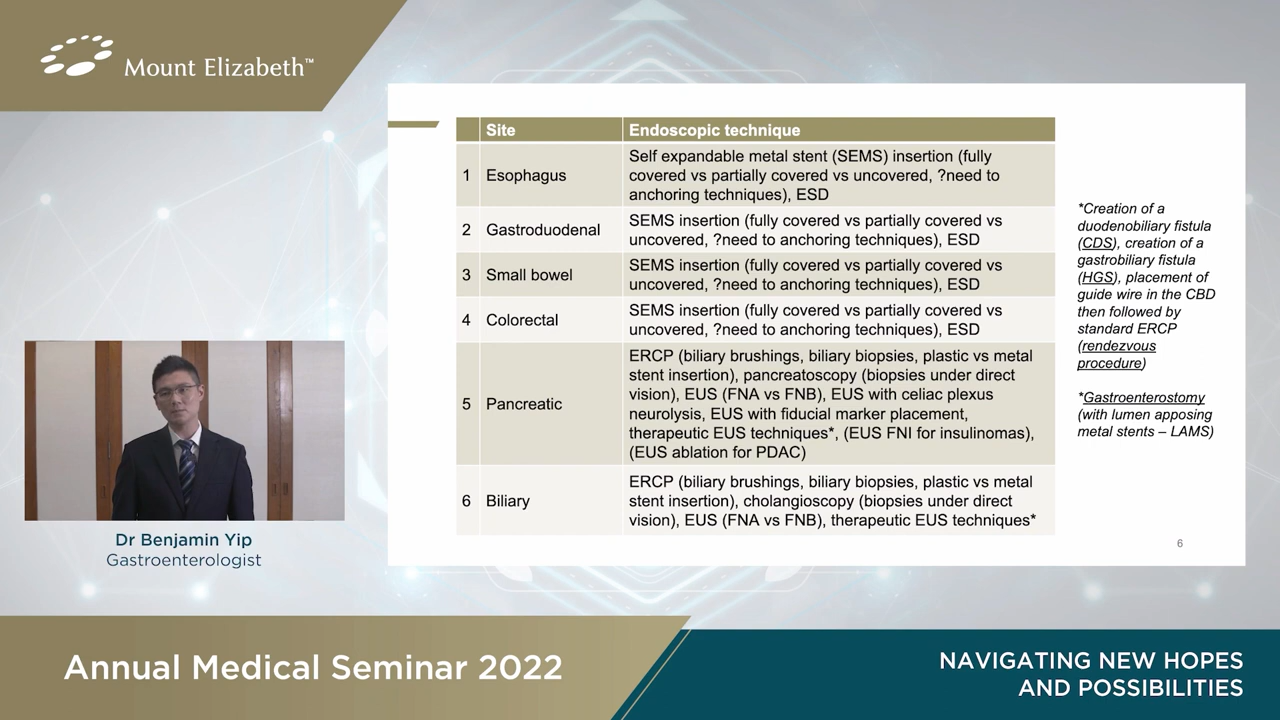 Mount Elizabeth™
Site
Endoscopic technique
1
Esophagus
Self expandable metal stent (SEMS) insertion (fully
covered vs partially covered vs uncovered, ?need to
anchoring techniques), ESD
2
Gastroduodenal
SEMS insertion (fully covered vs partially covered vs
uncovered, ?need to anchoring techniques), ESD
3
Small bowel
SEMS insertion (fully covered vs partially covered vs
uncovered, ?need to anchoring techniques), ESD
4
Colorectal
SEMS insertion (fully covered vs partially covered vs
uncovered, ?need to anchoring techniques), ESD
5
Pancreatic
ERCP (biliary brushings, biliary biopsies, plastic vs metal
stent insertion), pancreatoscopy (biopsies under direct
vision), EUS (FNA vs FNB), EUS with celiac plexus
neurolysis, EUS with fiducial marker placement,
therapeutic EUS techniques*, (EUS FNI for insulinomas),
(EUS ablation for PDAC)
6
Biliary
ERCP (biliary brushings, biliary biopsies, plastic vs metal
stent insertion), cholangioscopy (biopsies under direct
vision), EUS (FNA vs FNB), therapeutic EUS techniques*
*Creation of a
duodenobiliary fistula
(CDS), creation of a
gastrobiliary fistula
(HGS), placement of
guide wire in the CBD
then followed by
standard ERCP
(rendezvous
procedure)
*Gastroenterostomy
(with lumen apposing
metal stents – LAMS)
6
Dr Benjamin Yip
Gastroenterologist
Annual Medical Seminar 2022
NAVIGATING NEW HOPES
AND POSSIBILITIES